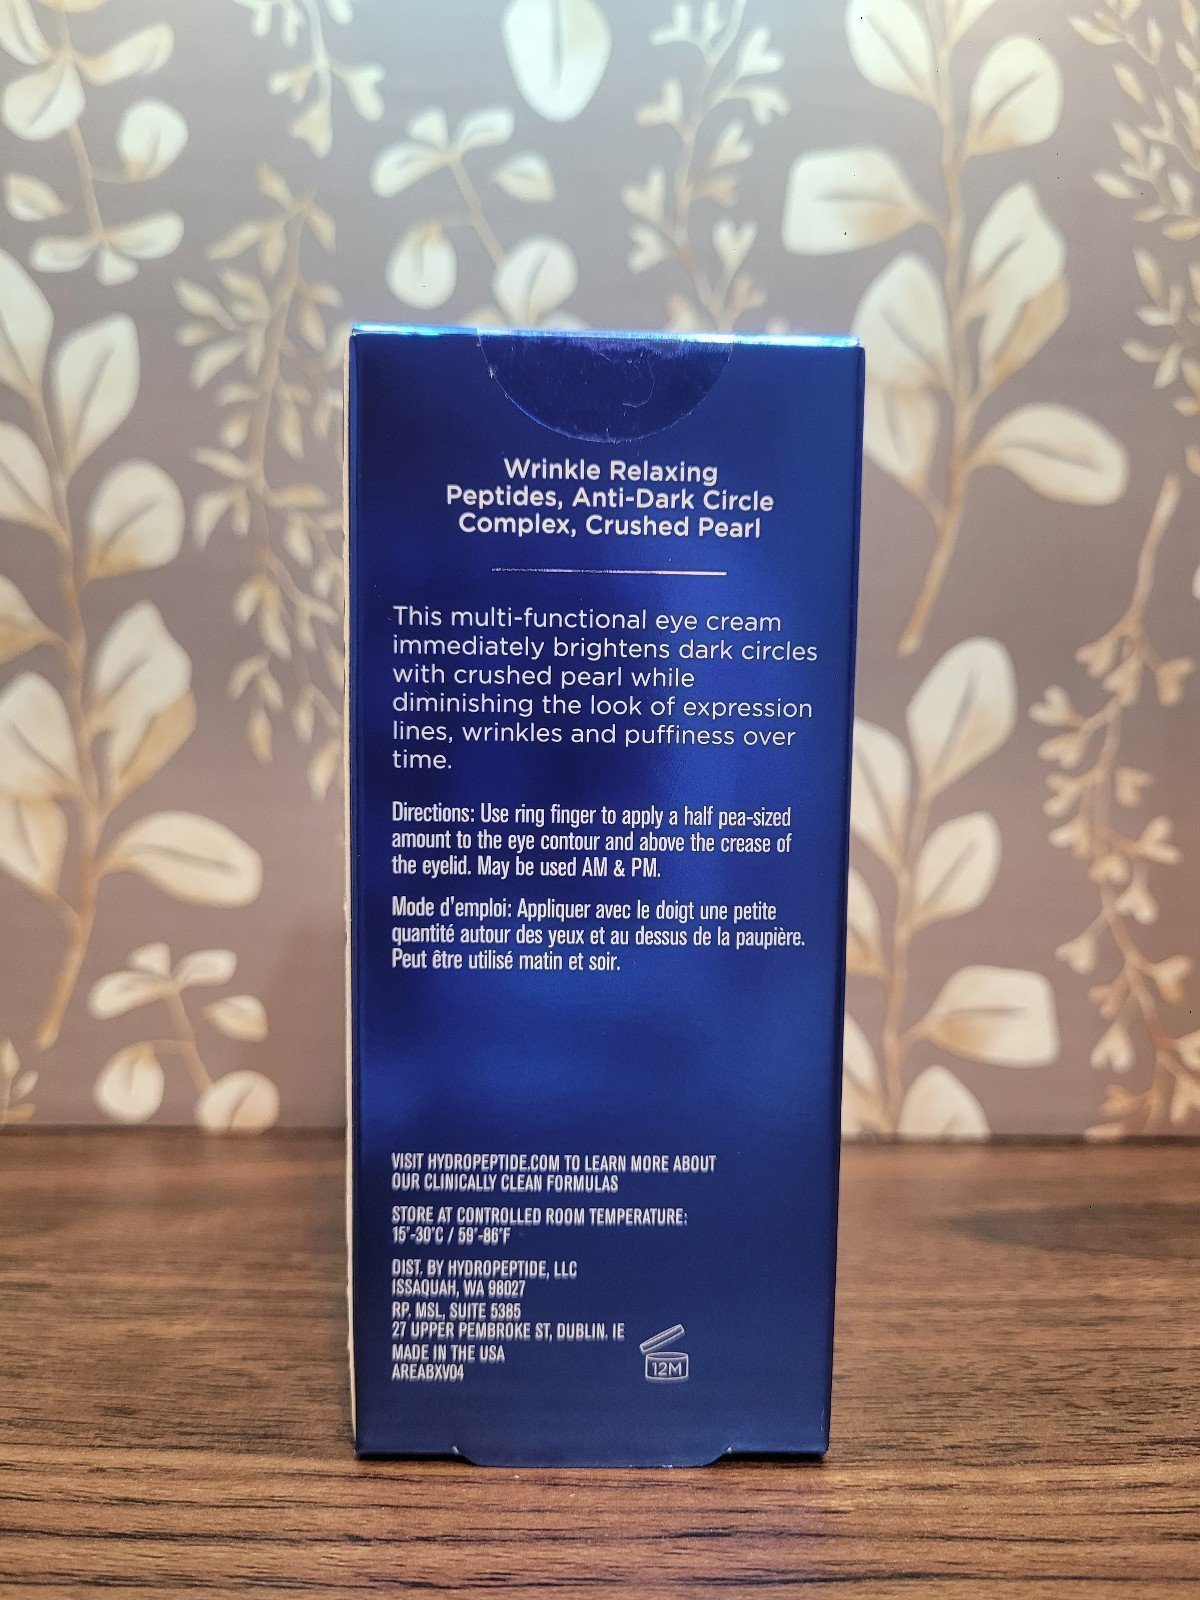 Wrinkle Relaxing
Peptides, Anti-Dark Circle
Complex, Crushed Pearl
This multi-functional eye cream
immediately brightens dark circles
with crushed pearl while
diminishing the look of expression
lines, wrinkles and puffiness over
time.
Directions: Use ring finger to apply a half pea-sized
amount to the eye contour and above the crease of
the eyelid. May be used AM & PM.
Mode d'emploi: Appliquer avec le doigt une petite
quantité autour des yeux et au dessus de la paupière.
Peut être utilisé matin et soir.
VISIT HYDROPEPTIDE.COM TO LEARN MORE ABOUT
OUR CLINICALLY CLEAN FORMULAS
STORE AT CONTROLLED ROOM TEMPERATURE:
15°-30°C / 59°-86°F
DIST. BY HYDROPEPTIDE, LLC
ISSAQUAH, WA 98027
RP, MSL, SUITE 5385
27 UPPER PEMBROKE ST, DUBLIN. IE
MADE IN THE USA
AREABXV04
12M